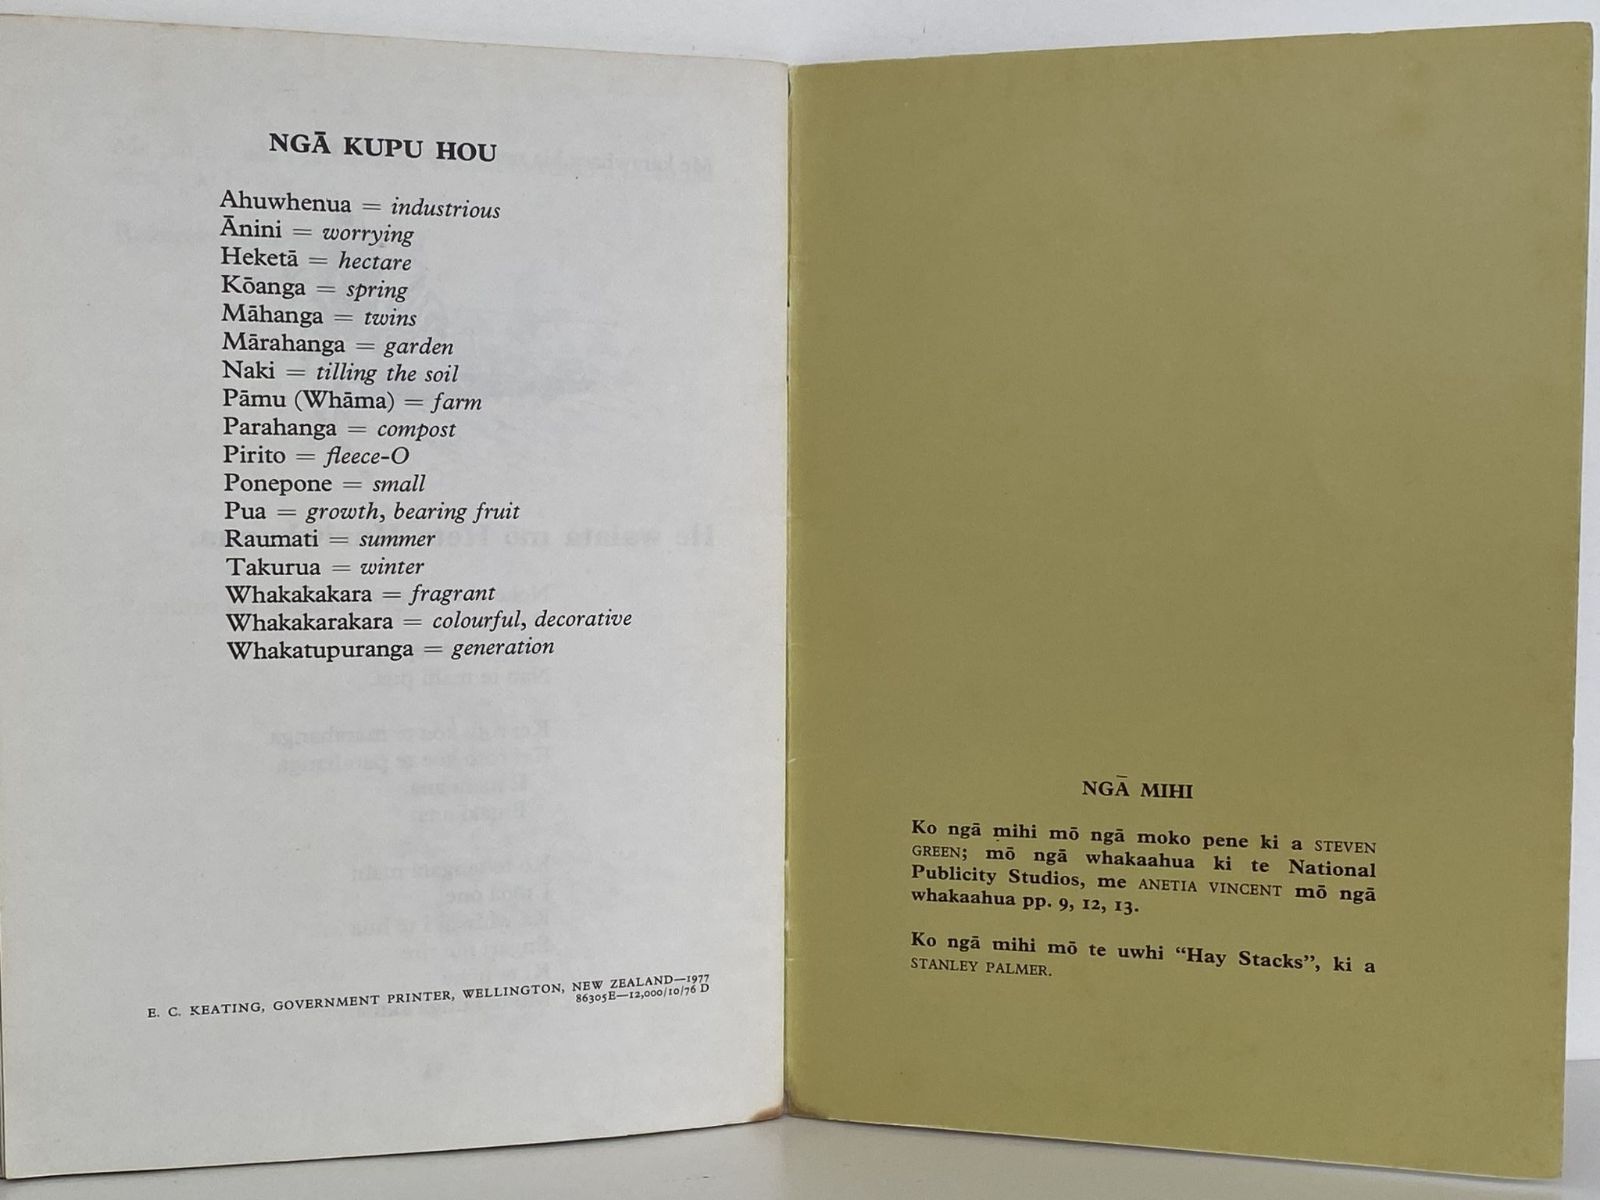 NGĀ KUPU HOU
Ahuwhenua = industrious
Ānini = worrying
Heketā = hectare
Kōanga = spring
Māhanga = twins
Mārahanga = garden
Naki = tilling the soil
Pāmu (Whāma) = farm
Parahanga = compost
Pirito = fleece-O
Ponepone = small
Pua = growth, bearing fruit
Raumati = summer
Takurua = winter
Whakakakara = fragrant
Whakakarakara = colourful, decorative
Whakatupuranga = generation
E. C. KEATING, GOVERNMENT PRINTER, WELLINGTON, NEW ZEALAND—1977
86305E—12,000/10/76 D
NGĀ MIHI
Ko ngā mihi mō ngā moko pene ki a STEVEN
GREEN; mō ngā whakaahua ki te National
Publicity Studios, me ANETIA VINCENT mō ngā
whakaahua pp. 9, 12, 13.
Ko ngā mihi mō te uwhi “Hay Stacks”, ki a
STANLEY PALMER.